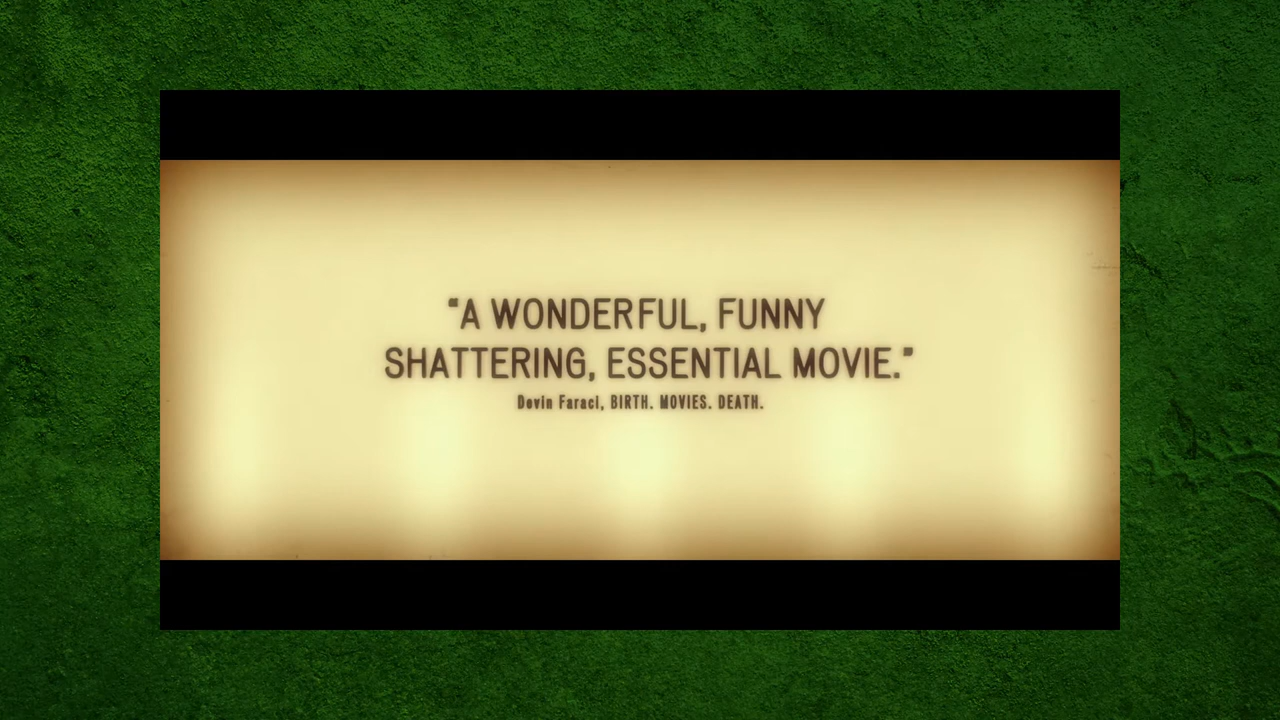 “A WONDERFUL, FUNNY
SHATTERING, ESSENTIAL MOVIE.”
Devin Faraci, BIRTH. MOVIES. DEATH.